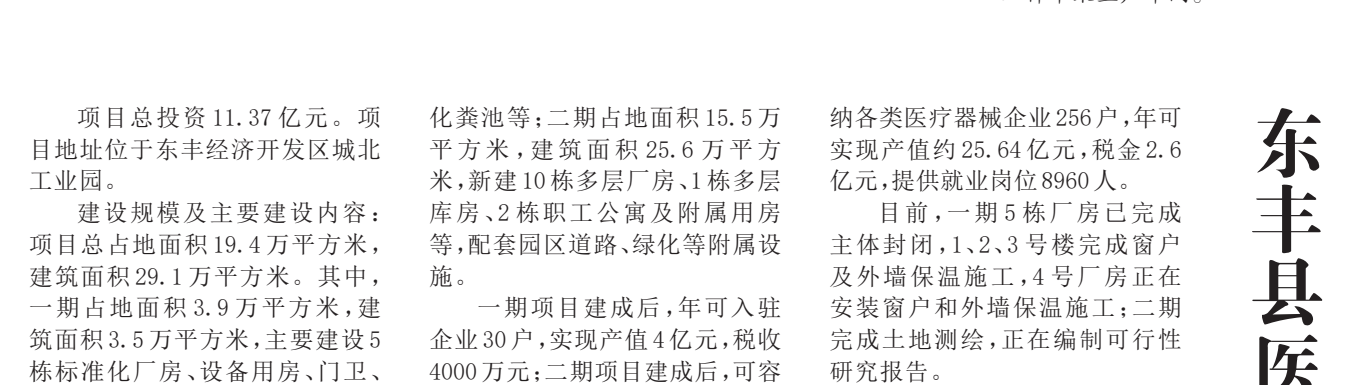 项目总投资11.37亿元。项
目地址位于东丰经济开发区城北
工业园。
建设规模及主要建设内容：
项目总占地面积19.4万平方米，
建筑面积29.1万平方米。其中，
一期占地面积3.9万平方米，建
筑面积3.5万平方米，主要建设5
栋标准化厂房、设备用房、门卫、
化粪池等；二期占地面积15.5万
平方米，建筑面积25.6万平方
米，新建10栋多层厂房、1栋多层
库房、2栋职工公寓及附属用房
等，配套园区道路、绿化等附属设
施。
一期项目建成后，年可入驻
企业30户，实现产值4亿元，税收
4000万元；二期项目建成后，可容
纳各类医疗器械企业256户，年可
实现产值约25.64亿元，税金2.6
亿元，提供就业岗位8960人。
目前，一期5栋厂房已完成
主体封闭，1、2、3号楼完成窗户
及外墙保温施工，4号厂房正在
安装窗户和外墙保温施工；二期
完成土地测绘，正在编制可行性
研究报告。
东丰县医